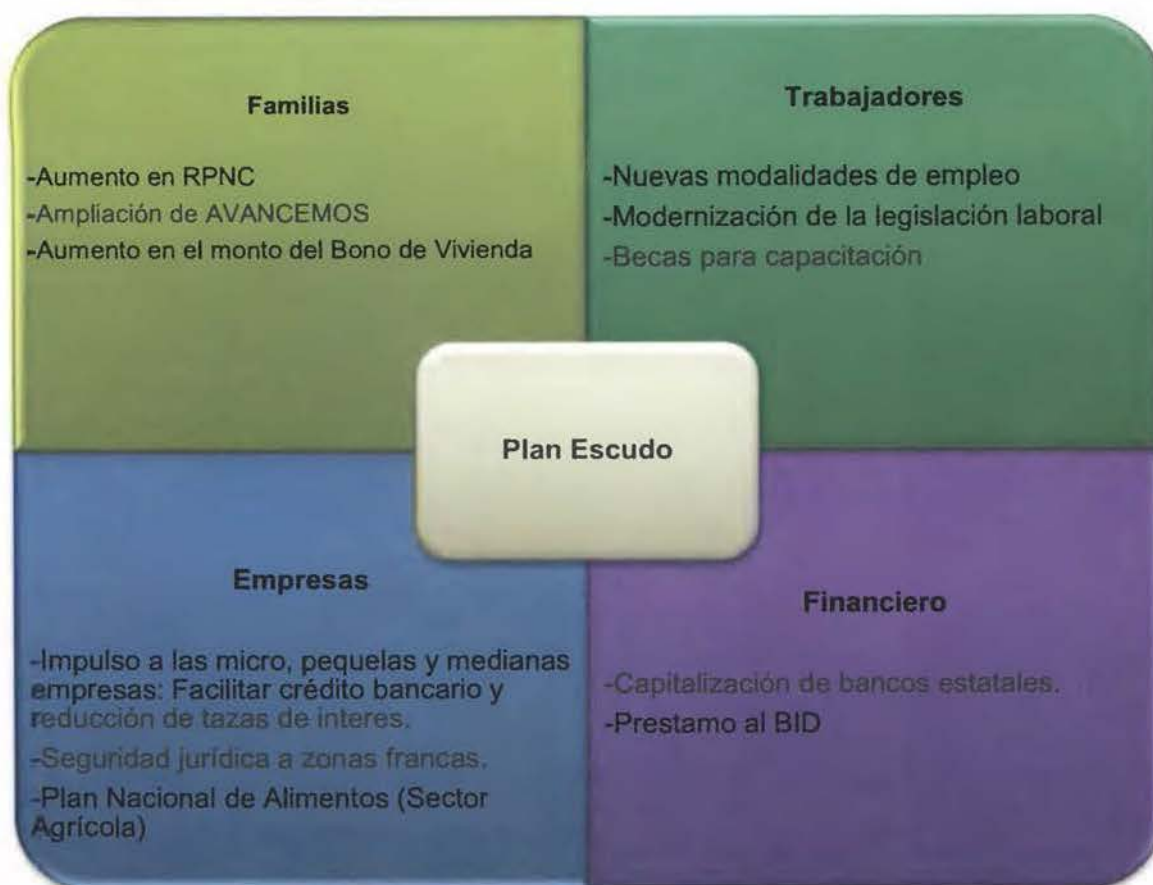 Familias
-Aumento en RPNC
-Ampliación de AVANCEMOS
-Aumento en el monto del Bono de Vivienda
Trabajadores
-Nuevas modalidades de empleo
-Modernización de la legislación laboral
-Becas para capacitación
Plan Escudo
Empresas
-Impulso a las micro, pequelas y medianas
empresas: Facilitar crédito bancario y
reducción de tazas de interes.
-Seguridad jurídica a zonas francas.
-Plan Nacional de Alimentos (Sector
Agrícola)
Financiero
-Capitalización de bancos estatales.
-Prestamo al BID